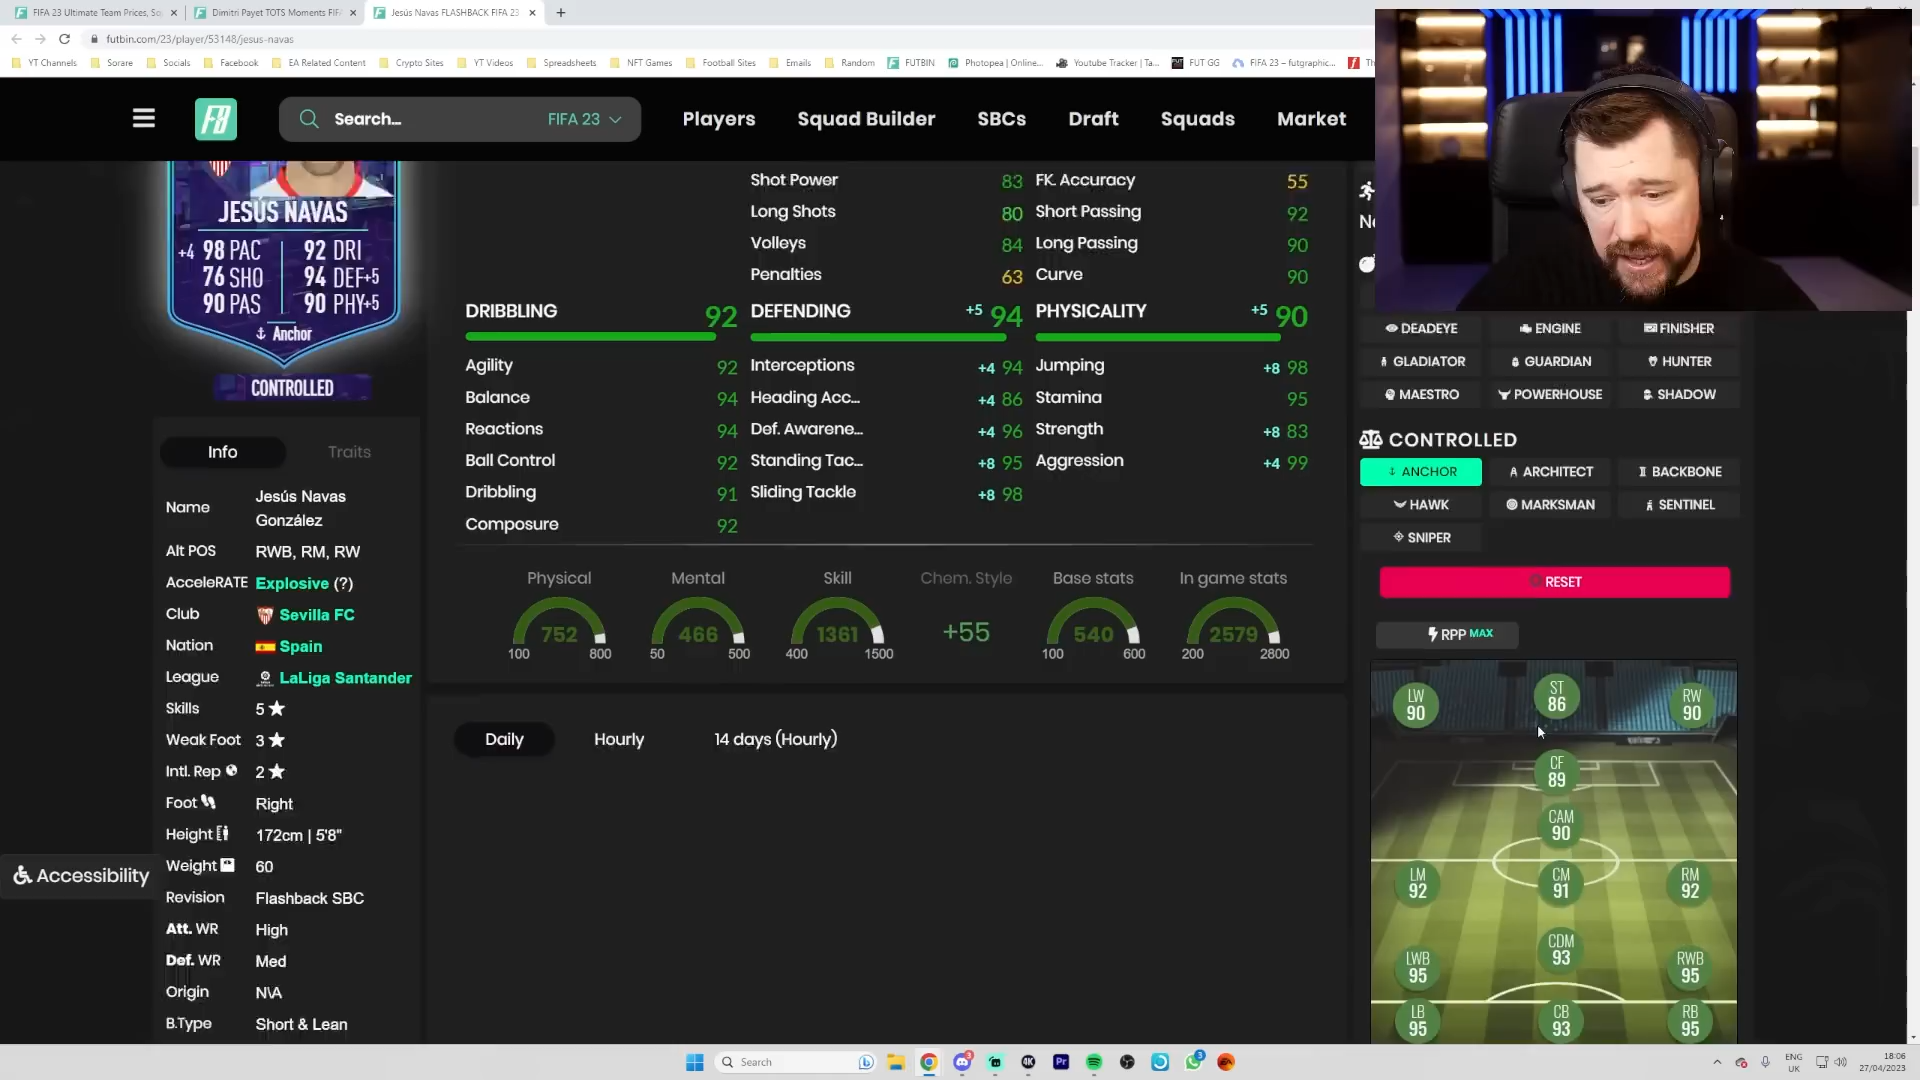 FIFA 23 Ultimate Team Prices, Sq
Dimitri Payet TOTS Moments FIF
Jesús Navas FLASHBACK FIFA 23
futbin.com/23/player/53148/jesus-navas
YT Channels
Sorare
Socials
Facebook
EA Related Content
Crypto Sites
YT Videos
Spreadsheets
NFT Games
Football Sites
Emails
Random
FUTBIN
Photopea | Online...
Youtube Tracker | Ta...
FUT GG
FIFA 23 – futgraphic...
Search...
FIFA 23
Players
Squad Builder
SBCs
Draft
Squads
Market
JESUS NAVAS
+4 98 PAC 92 DRI
76 SHO 94 DEF+5
90 PAS 90 PHY+5
Anchor
CONTROLLED
Info
Traits
Name Jesús Navas González
Alt POS RWB, RM, RW
AcceleRATE Explosive (?)
Club Sevilla FC
Nation Spain
League LaLiga Santander
Skills 5
Weak Foot 3
Intl. Rep 2
Foot Right
Height 172cm | 5'8"
Weight 60
Revision Flashback SBC
Att. WR High
Def. WR Med
Origin N\A
B.Type Short & Lean
Accessibility
Shot Power 83
Long Shots 80
Volleys 84
Penalties 63
FK. Accuracy 55
Short Passing 92
Long Passing 90
Curve 90
DRIBBLING 92
Agility 92
Balance 94
Reactions 94
Ball Control 92
Dribbling 91
Composure 92
DEFENDING +5 94
Interceptions +4 94
Heading Acc... +4 86
Def. Awarene... +4 96
Standing Tac... +8 95
Sliding Tackle +8 98
PHYSICALITY +5 90
Jumping +8 98
Stamina 95
Strength +8 83
Aggression +4 99
Physical 752 100 800
Mental 466 50 500
Skill 1361 400 1500
Chem. Style +55
Base stats 540 100 600
In game stats 2579 200 2800
Daily
Hourly
14 days (Hourly)
DEADEYE
ENGINE
FINISHER
GLADIATOR
GUARDIAN
HUNTER
MAESTRO
POWERHOUSE
SHADOW
CONTROLLED
ANCHOR
ARCHITECT
BACKBONE
HAWK
MARKSMAN
SENTINEL
SNIPER
RESET
RPP MAX
LW 90
ST 86
RW 90
CF 89
CAM 90
LM 92
CM 91
RM 92
CDM 93
LWB 95
RWB 95
LB 95
CB 93
RB 95
Search
ENG
UK
18:06
27/04/2023